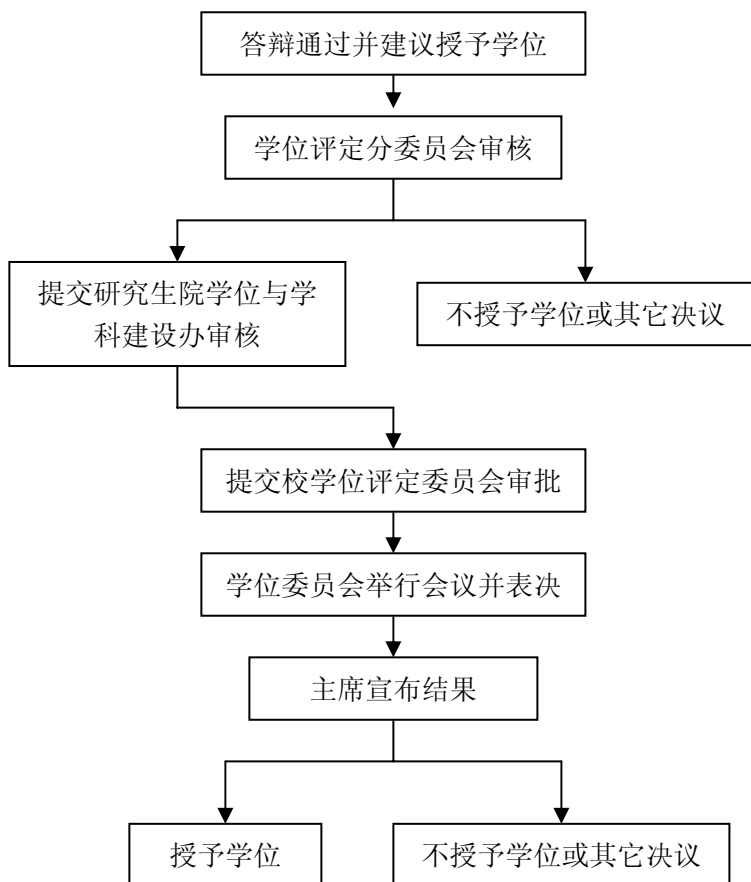 答辩通过并建议授予学位
学位评定分委员会审核
提交研究生院学位与学
科建设办审核
不授予学位或其它决议
提交校学位评定委员会审批
学位委员会举行会议并表决
主席宣布结果
授予学位
不授予学位或其它决议